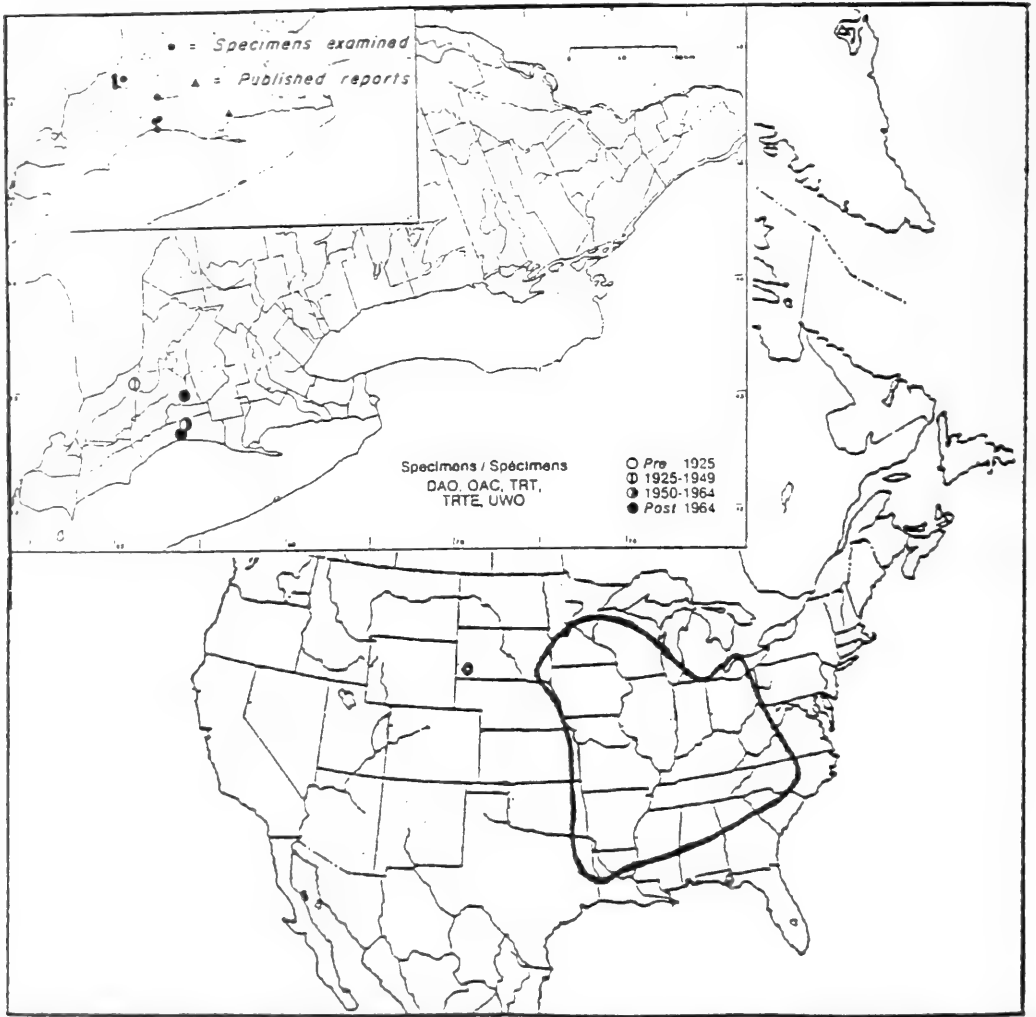 • = Specimens examined
▲ = Published reports
Specimens / Spécimens
DAO, OAC, TRT,
TRTE, UWO
○ Pre 1925
⦶ 1925-1949
◑ 1950-1964
● Post 1964